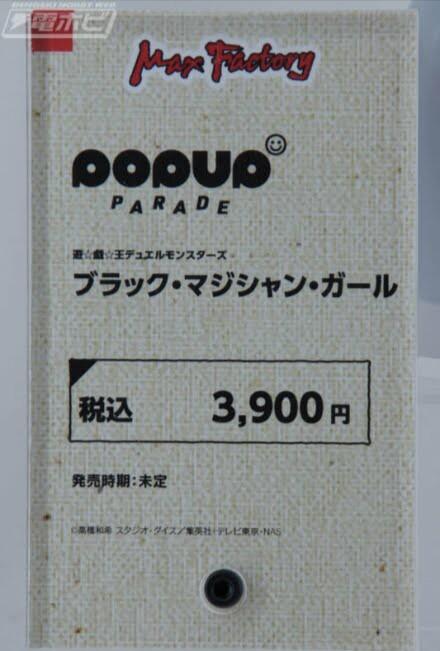 DENGEKI HOBBY WEB
電ホビ
Max Factory
POPUP
PARADE
遊☆戯☆王デュエルモンスターズ
ブラック・マジシャン・ガール
税込 3,900円
発売時期：未定
©高橋和希 スタジオ・ダイス／集英社・テレビ東京・NAS